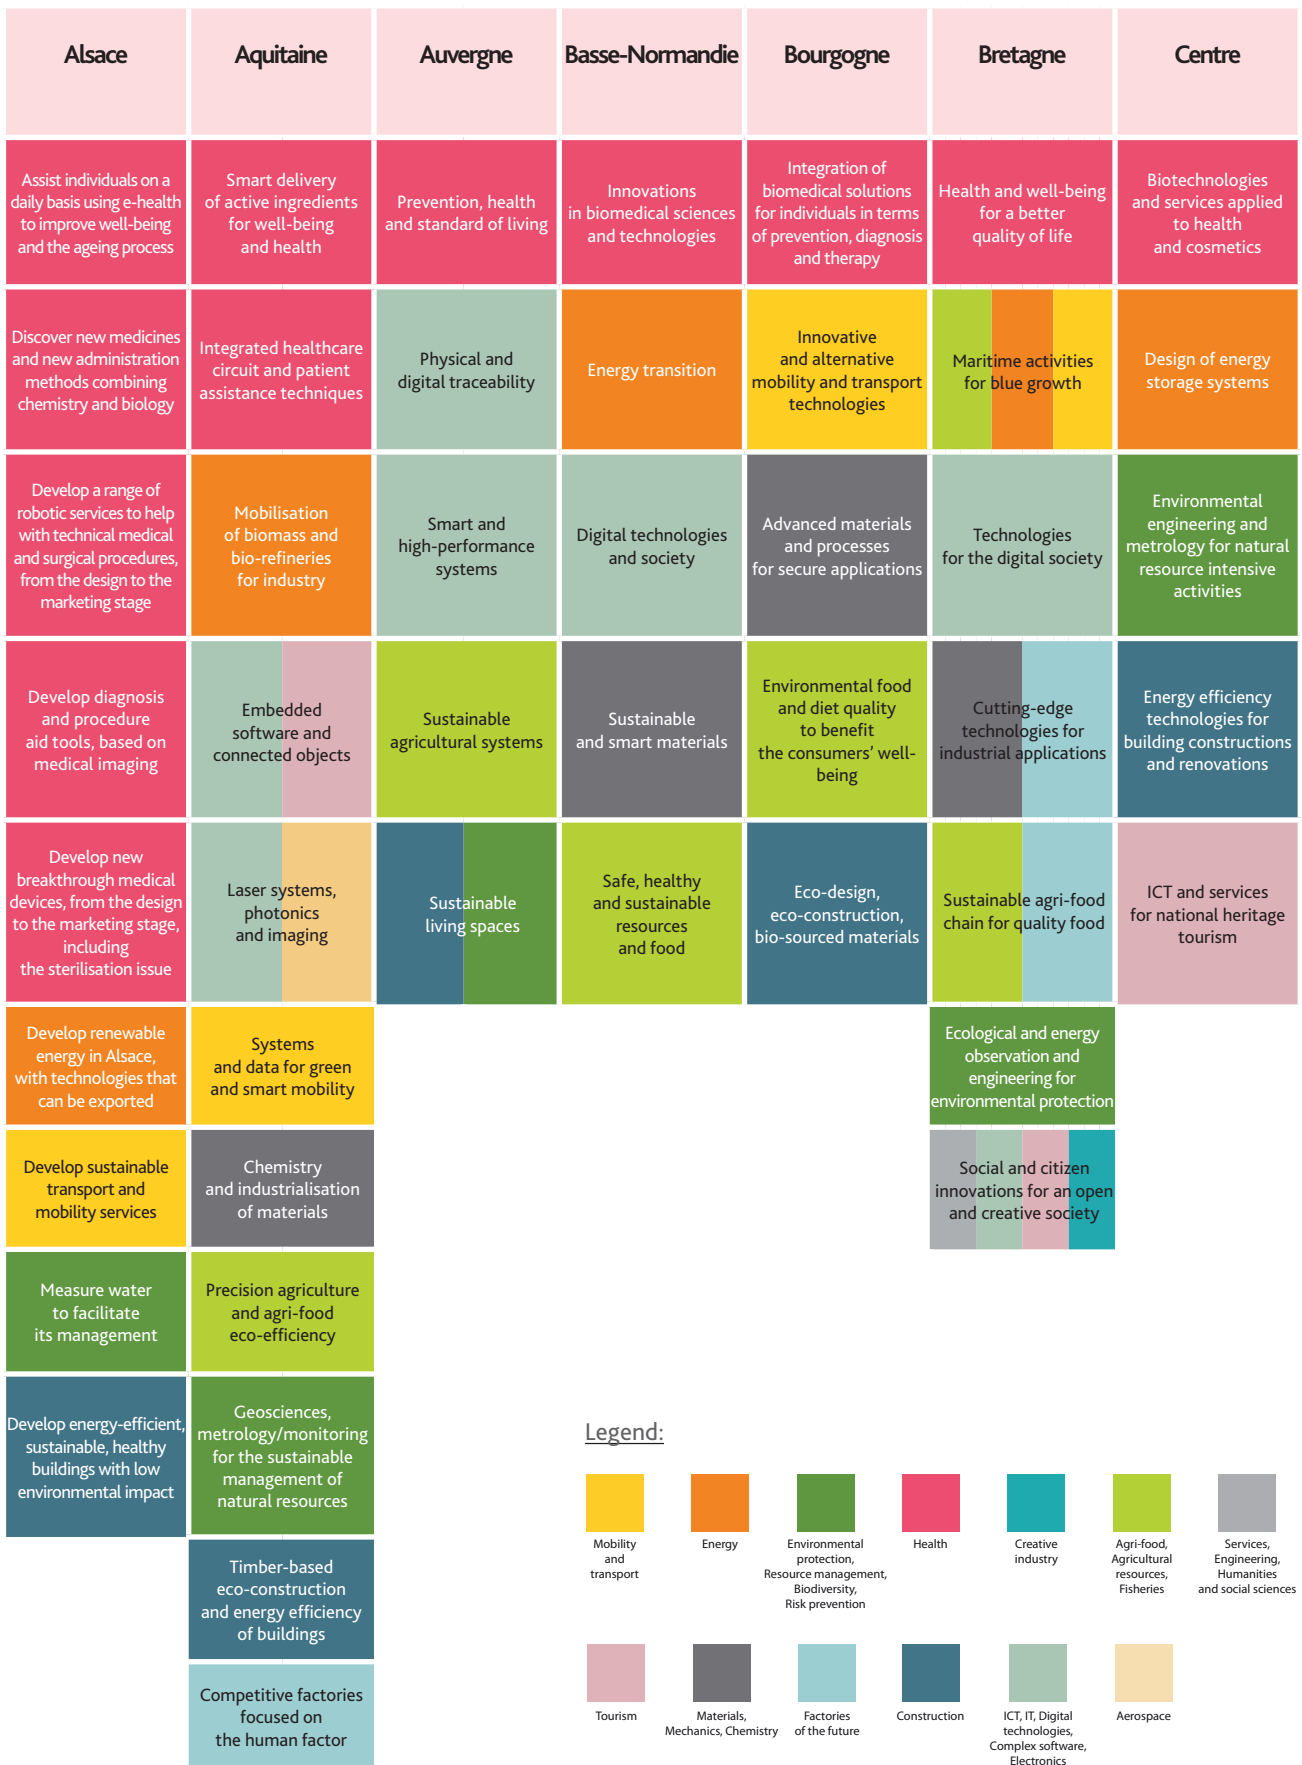 Alsace
Aquitaine
Auvergne
Basse-Normandie
Bourgogne
Bretagne
Centre
Assist individuals on a
daily basis using e-health
to improve well-being
and the ageing process
Smart delivery
of active ingredients
for well-being
and health
Prevention, health
and standard of living
Innovations
in biomedical sciences
and technologies
Integration of
biomedical solutions
for individuals in terms
of prevention, diagnosis
and therapy
Health and well-being
for a better
quality of life
Biotechnologies
and services applied
to health
and cosmetics
Discover new medicines
and new administration
methods combining
chemistry and biology
Integrated healthcare
circuit and patient
assistance techniques
Physical and
digital traceability
Energy transition
Innovative
and alternative
mobility and transport
technologies
Maritime activities
for blue growth
Design of energy
storage systems
Develop a range of
robotic services to help
with technical medical
and surgical procedures,
from the design to the
marketing stage
Mobilisation
of biomass and
bio-refineries
for industry
Smart and
high-performance
systems
Digital technologies
and society
Advanced materials
and processes
for secure applications
Technologies
for the digital society
Environmental
engineering and
metrology for natural
resource intensive
activities
Develop diagnosis
and procedure
aid tools, based on
medical imaging
Embedded
software and
connected objects
Sustainable
agricultural systems
Sustainable
and smart materials
Environmental food
and diet quality
to benefit
the consumers' well-
being
Cutting-edge
technologies for
industrial applications
Energy efficiency
technologies for
building constructions
and renovations
Develop new
breakthrough medical
devices, from the design
to the marketing stage,
including
the sterilisation issue
Laser systems,
photonics
and imaging
Sustainable
living spaces
Safe, healthy
and sustainable
resources
and food
Eco-design,
eco-construction,
bio-sourced materials
Sustainable agri-food
chain for quality food
ICT and services
for national heritage
tourism
Develop renewable
energy in Alsace,
with technologies that
can be exported
Systems
and data for green
and smart mobility
Ecological and energy
observation and
engineering for
environmental protection
Develop sustainable
transport and
mobility services
Chemistry
and industrialisation
of materials
Social and citizen
innovations for an open
and creative society
Measure water
to facilitate
its management
Precision agriculture
and agri-food
eco-efficiency
Develop energy-efficient,
sustainable, healthy
buildings with low
environmental impact
Geosciences,
metrology/monitoring
for the sustainable
management of
natural resources
Timber-based
eco-construction
and energy efficiency
of buildings
Competitive factories
focused on
the human factor
Legend:
Mobility
and
transport
Energy
Environmental
protection,
Resource management,
Biodiversity,
Risk prevention
Health
Creative
industry
Agri-food,
Agricultural
resources,
Fisheries
Services,
Engineering,
Humanities
and social sciences
Tourism
Materials,
Mechanics, Chemistry
Factories
of the future
Construction
ICT, IT, Digital
technologies,
Complex software,
Electronics
Aerospace